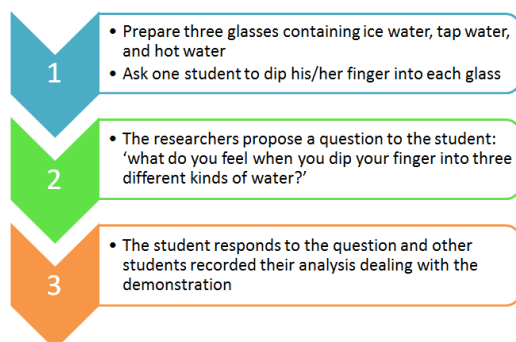 1
• Prepare three glasses containing ice water, tap water,
and hot water
• Ask one student to dip his/her finger into each glass
2
• The researchers propose a question to the student:
‘what do you feel when you dip your finger into three
different kinds of water?’
3
• The student responds to the question and other
students recorded their analysis dealing with the
demonstration